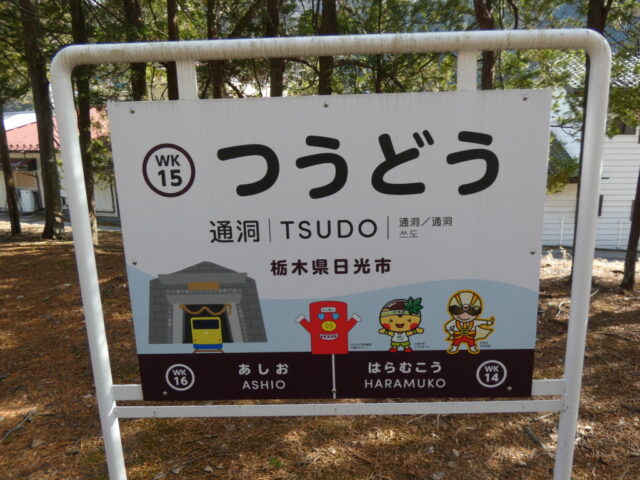 WK
15
つうどう
通洞
TSUDO
通洞／通洞
쓰도
栃木県日光市
WK
16
あしお
ASHIO
はらむこう
HARAMUKO
WK
14